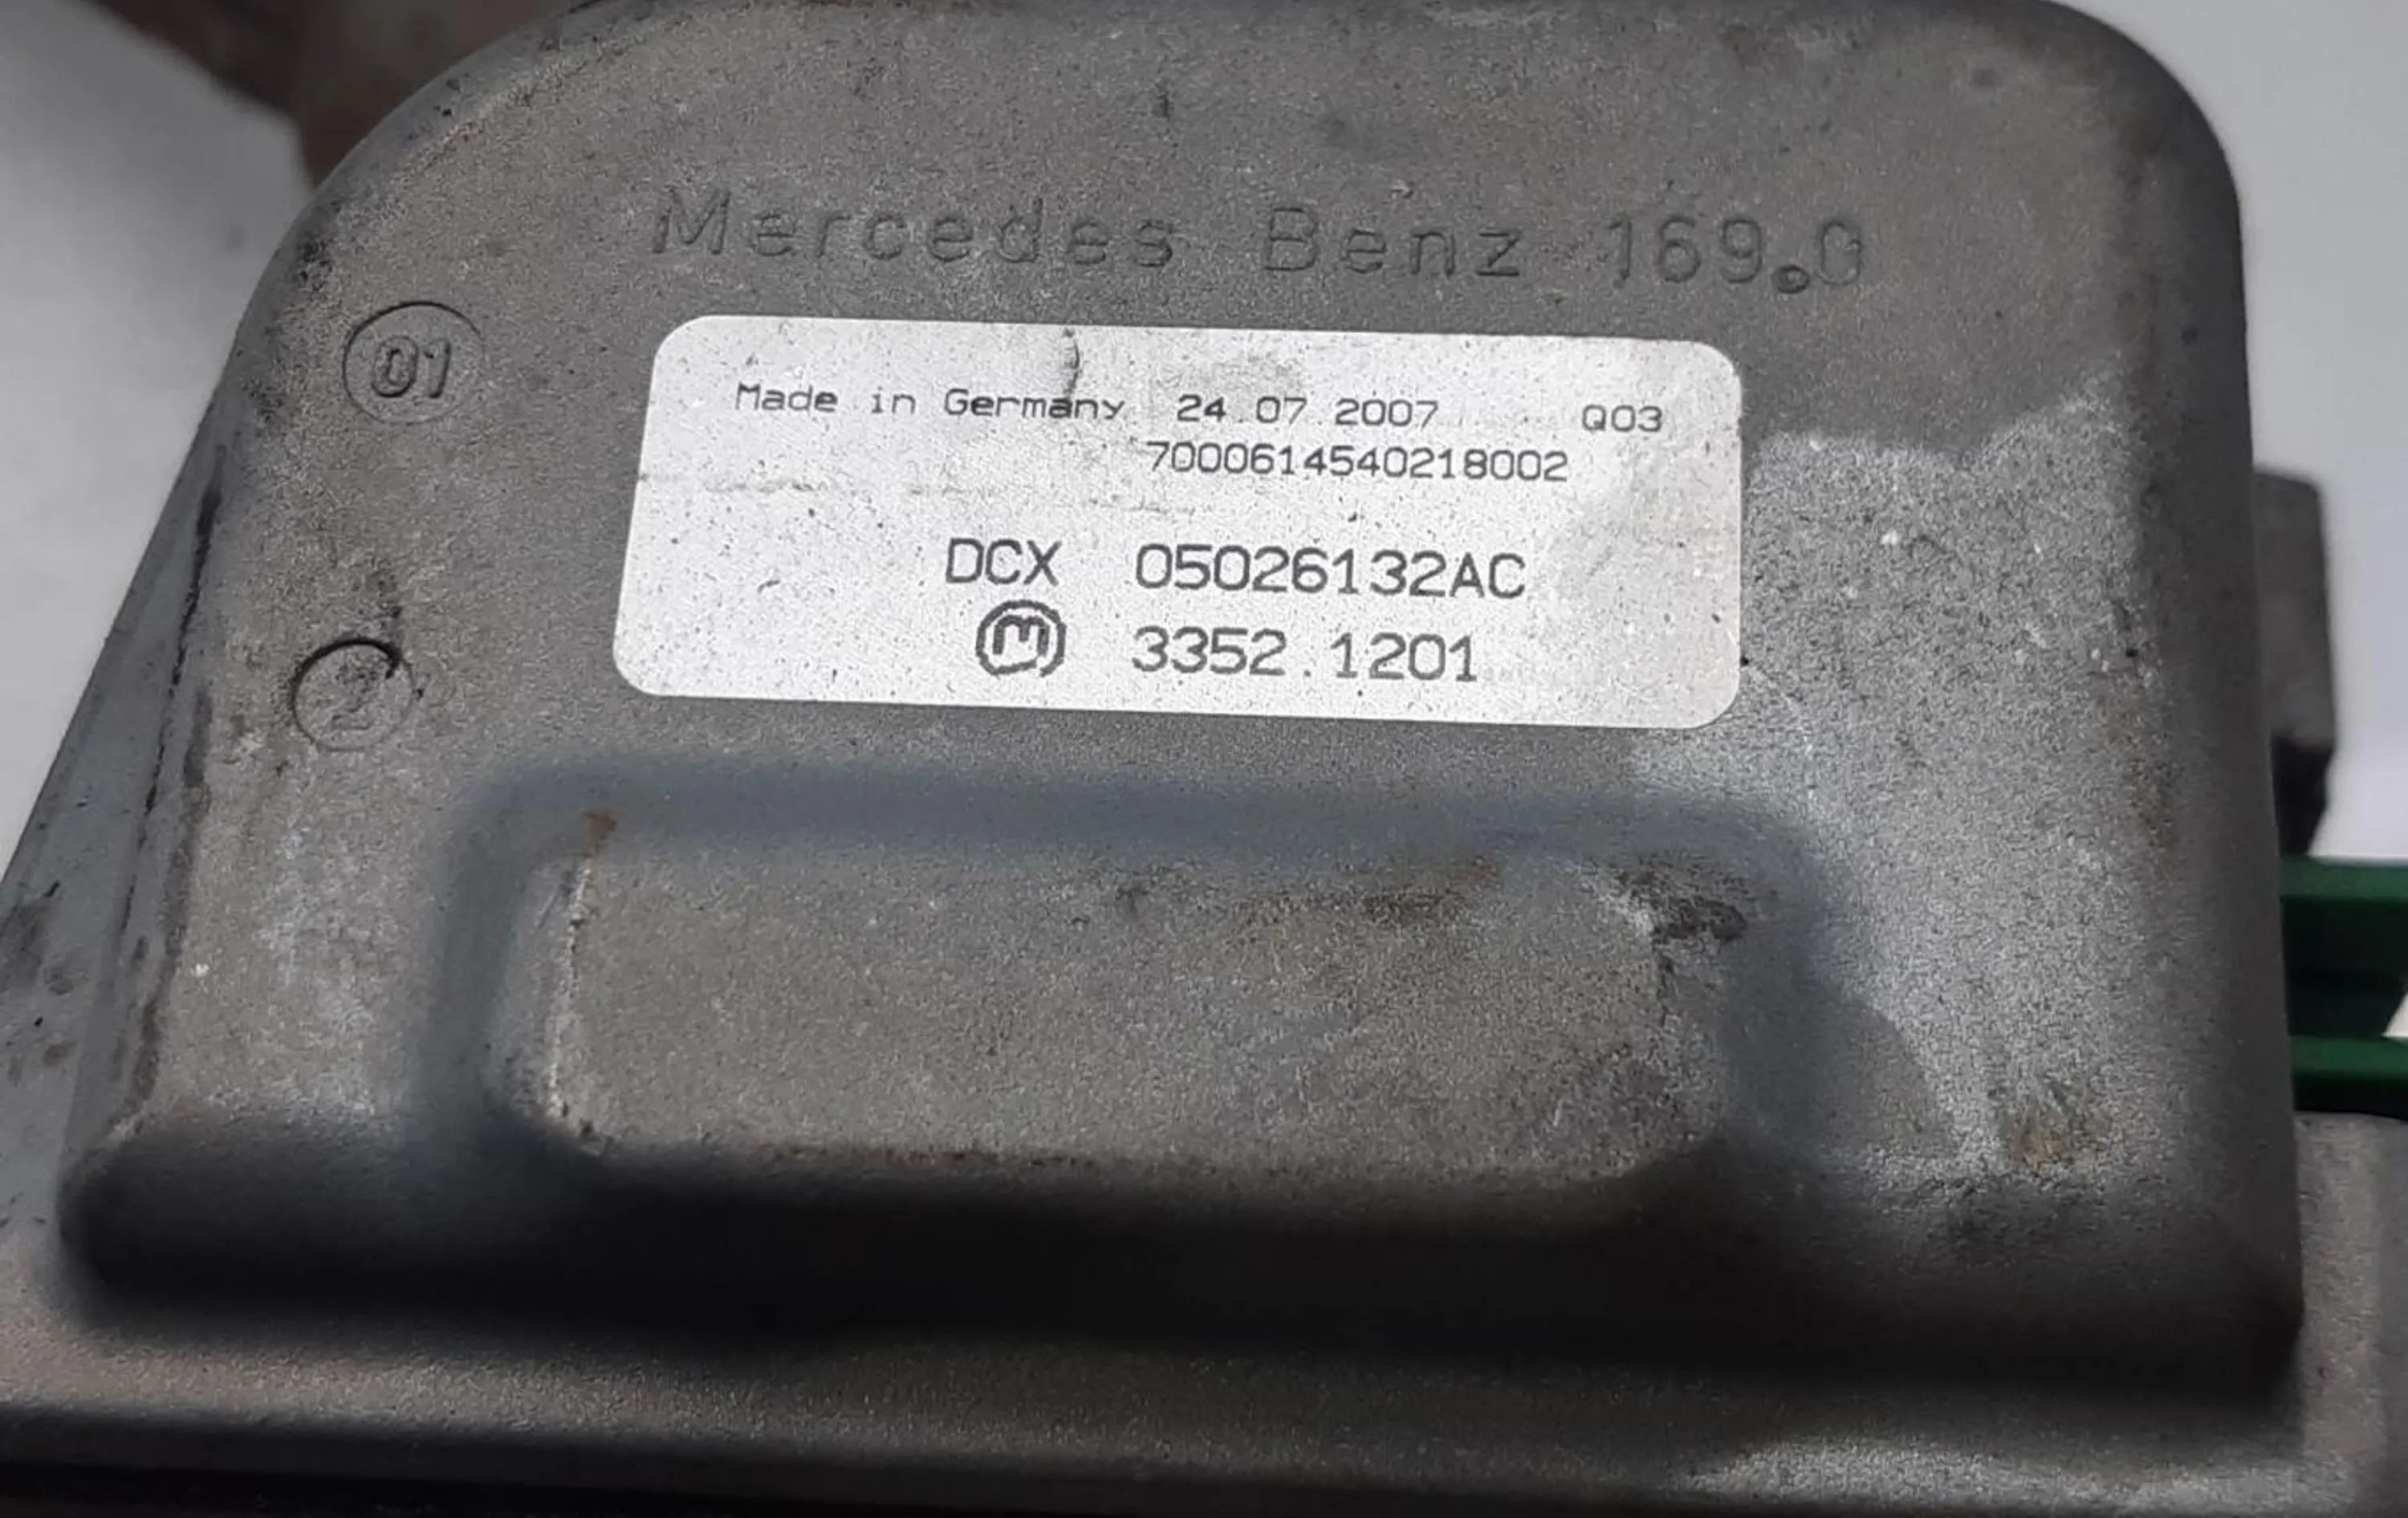 Mercedes Benz 169.0
01
Made in Germany 24.07.2007 Q03
7000614540218002
DCX 05026132AC
m 3352.1201
2